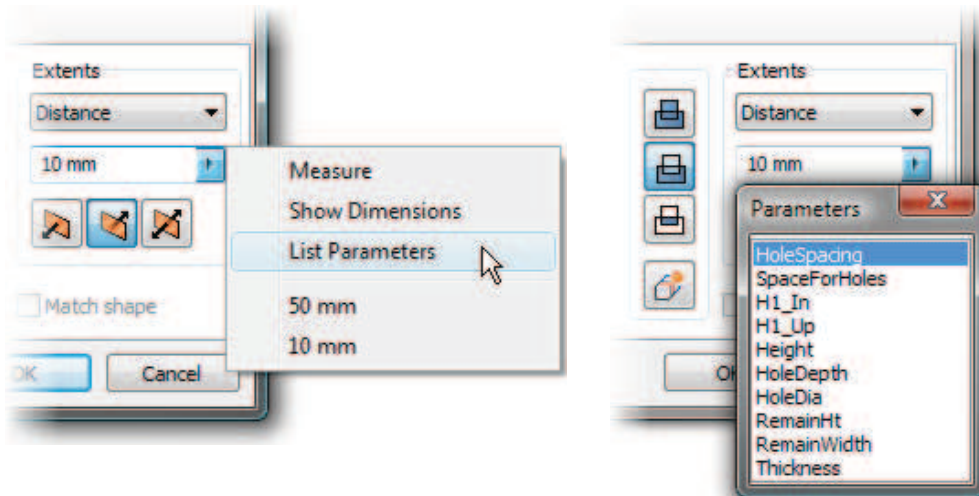 Extents
Distance
10 mm
Match shape
OK
Cancel
Measure
Show Dimensions
List Parameters
50 mm
10 mm
Extents
Distance
10 mm
Parameters
HoleSpacing
SpaceForHoles
H1_In
H1_Up
Height
HoleDepth
HoleDia
RemainHt
RemainWidth
Thickness